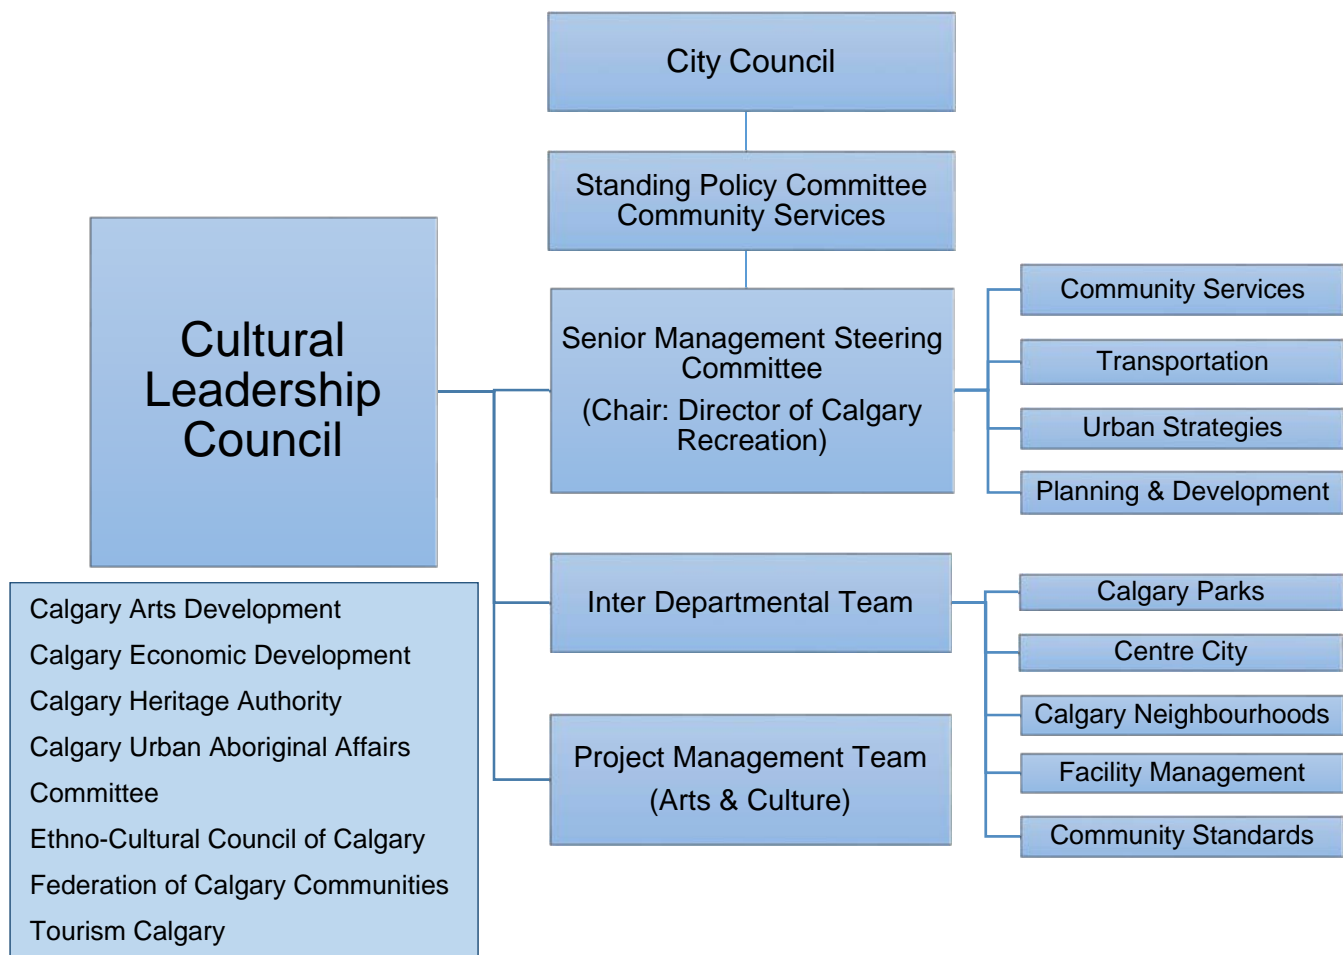 City Council
Standing Policy Committee
Community Services
Cultural
Leadership
Council
Senior Management Steering
Committee
(Chair: Director of Calgary
Recreation)
Community Services
Transportation
Urban Strategies
Planning & Development
Inter Departmental Team
Calgary Parks
Centre City
Calgary Neighbourhoods
Facility Management
Community Standards
Project Management Team
(Arts & Culture)
Calgary Arts Development
Calgary Economic Development
Calgary Heritage Authority
Calgary Urban Aboriginal Affairs
Committee
Ethno-Cultural Council of Calgary
Federation of Calgary Communities
Tourism Calgary